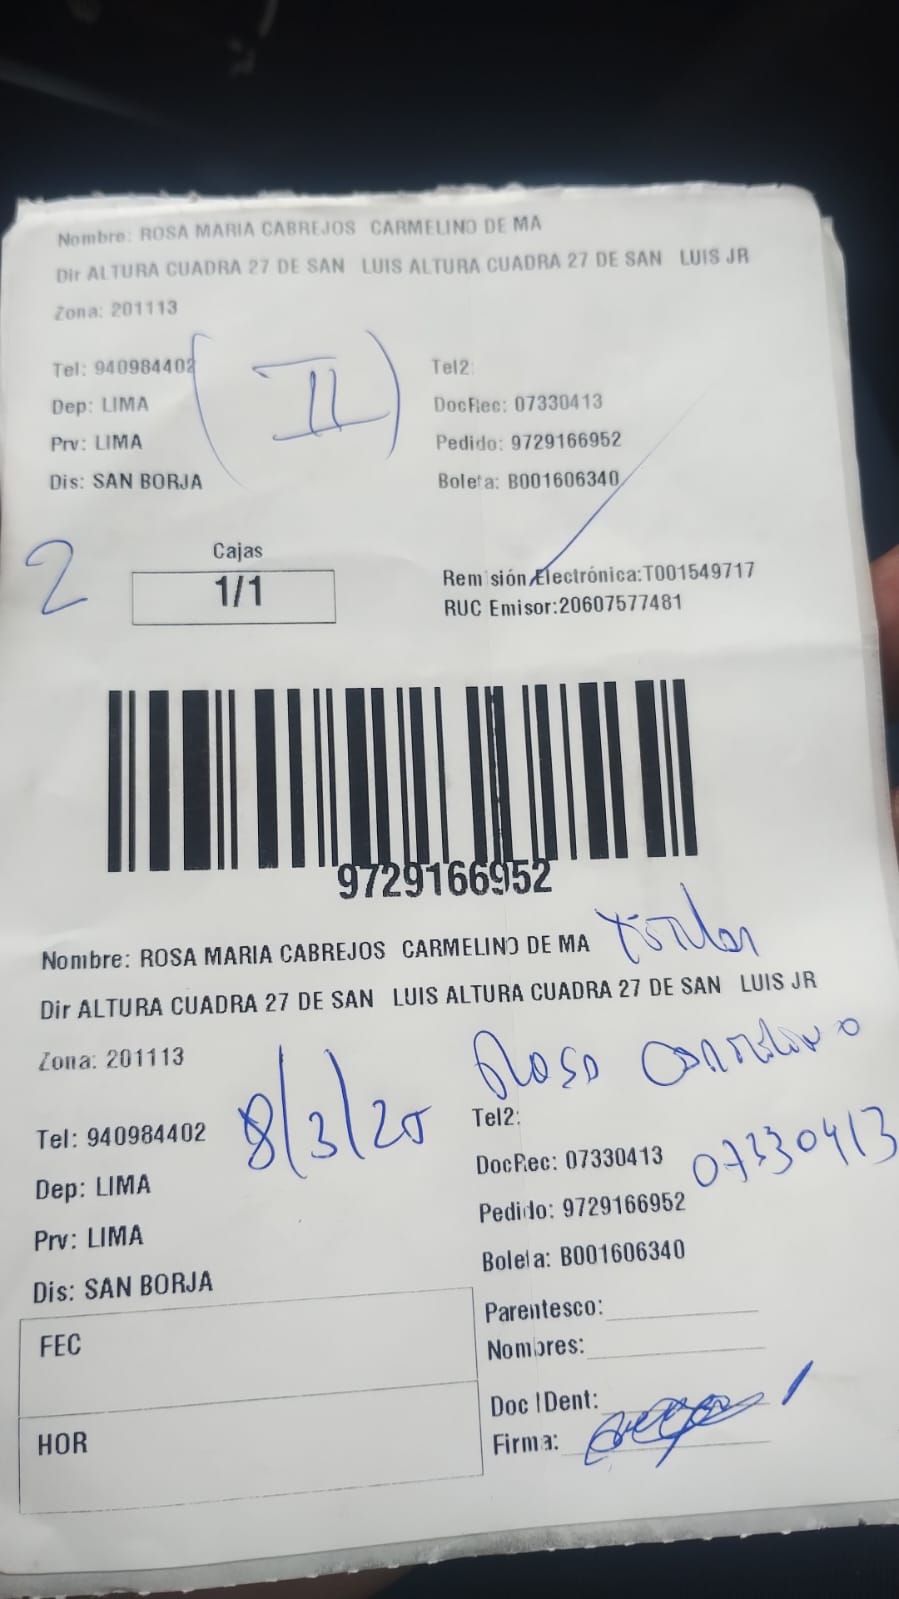 Nombre: ROSA MARIA CABREJOS CARMELINO DE MA
Dir ALTURA CUADRA 27 DE SAN LUIS ALTURA CUADRA 27 DE SAN LUIS JR
Zona: 201113
Tel: 940984402 Tel2:
(II)
Dep: LIMA DocRec: 07330413
Prv: LIMA Pedido: 9729166952
Dis: SAN BORJA Boleta: B001606340
2
Cajas
1/1
Remisión Electrónica:T001549717
RUC Emisor:20607577481
9729166952
Nombre: ROSA MARIA CABREJOS CARMELINO DE MA
Dir ALTURA CUADRA 27 DE SAN LUIS ALTURA CUADRA 27 DE SAN LUIS JR
Zona: 201113
Rosa Carmelino
8/3/25
Tel: 940984402 Tel2:
Dep: LIMA DocRec: 07330413 07330413
Prv: LIMA Pedido: 9729166952
Dis: SAN BORJA Boleta: B001606340
FEC Parentesco:
Nombres:
Doc IDent:
HOR Firma: